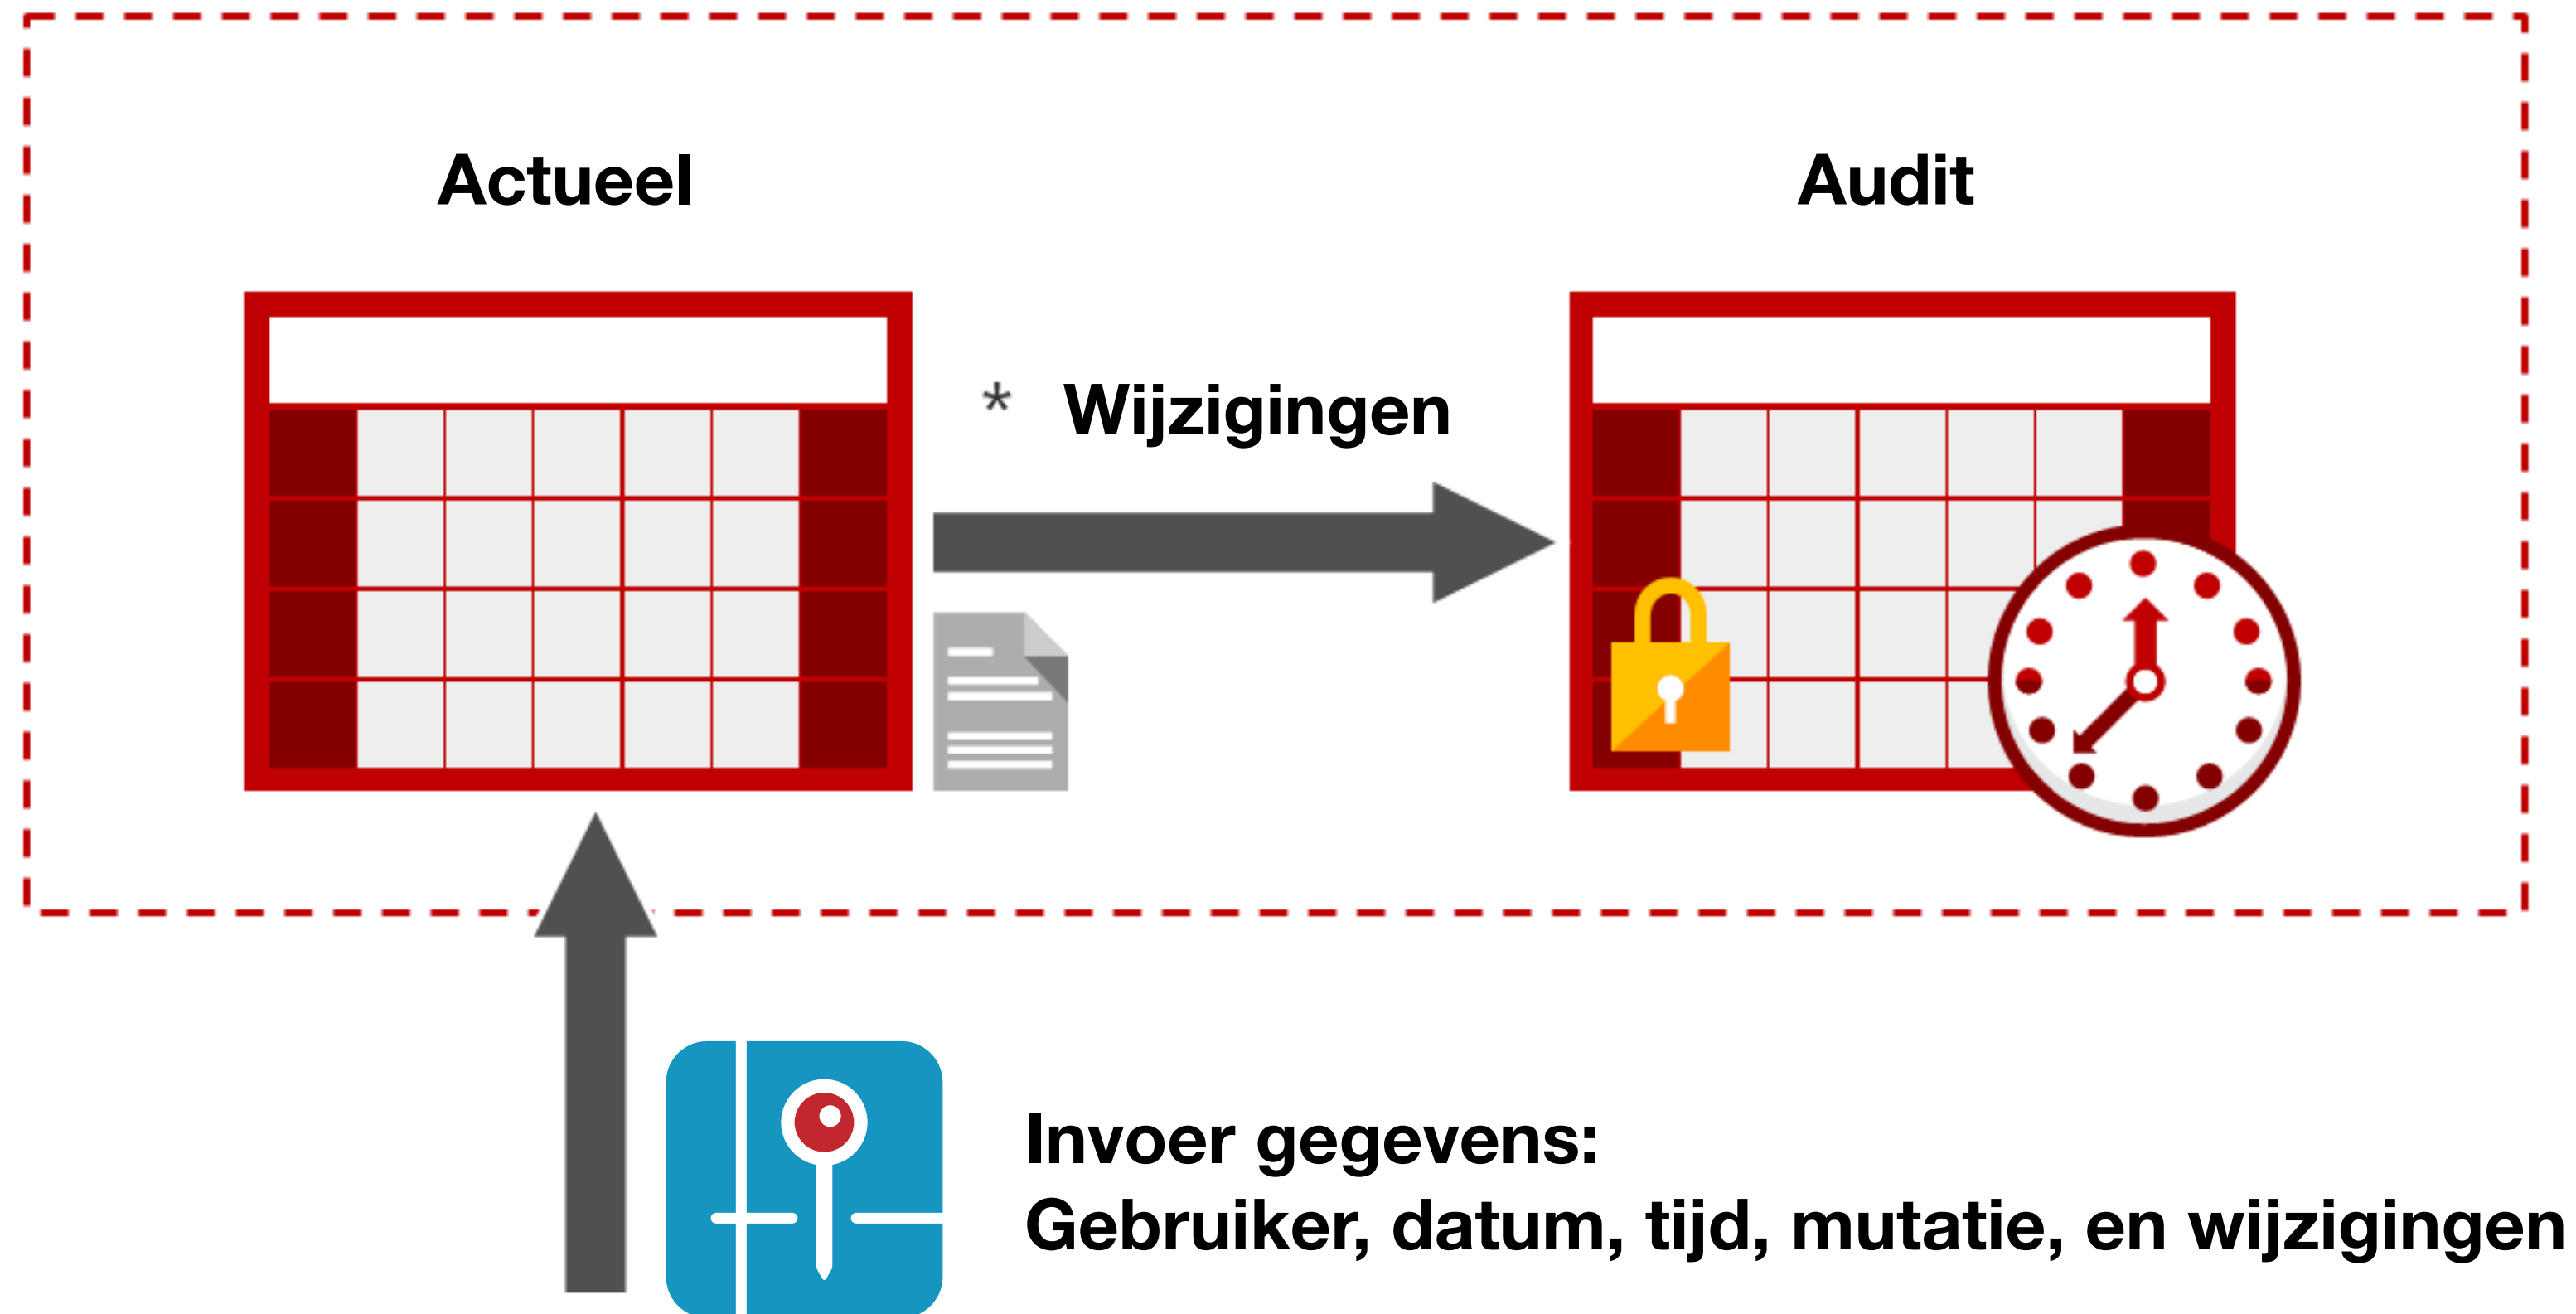 Actueel
Audit
* Wijzigingen
Invoer gegevens:
Gebruiker, datum, tijd, mutatie, en wijzigingen